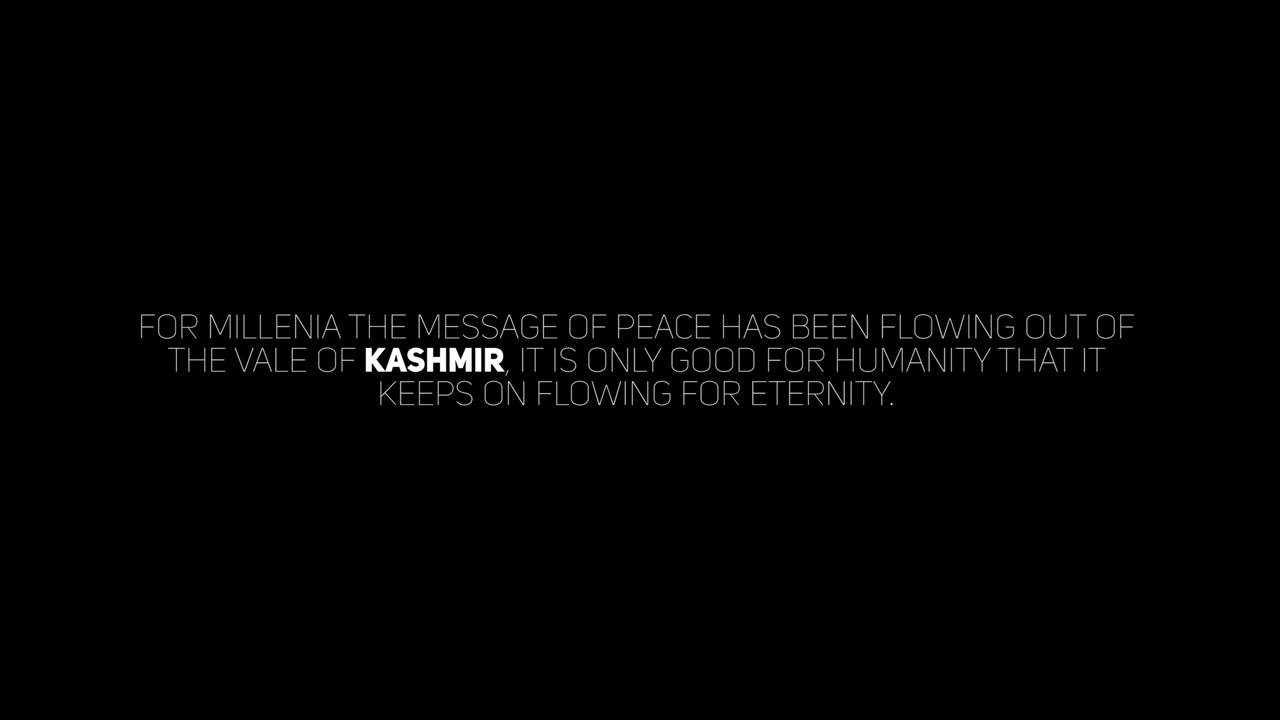 FOR MILLENIA THE MESSAGE OF PEACE HAS BEEN FLOWING OUT OF
THE VALE OF KASHMIR, IT IS ONLY GOOD FOR HUMANITY THAT IT
KEEPS ON FLOWING FOR ETERNITY.